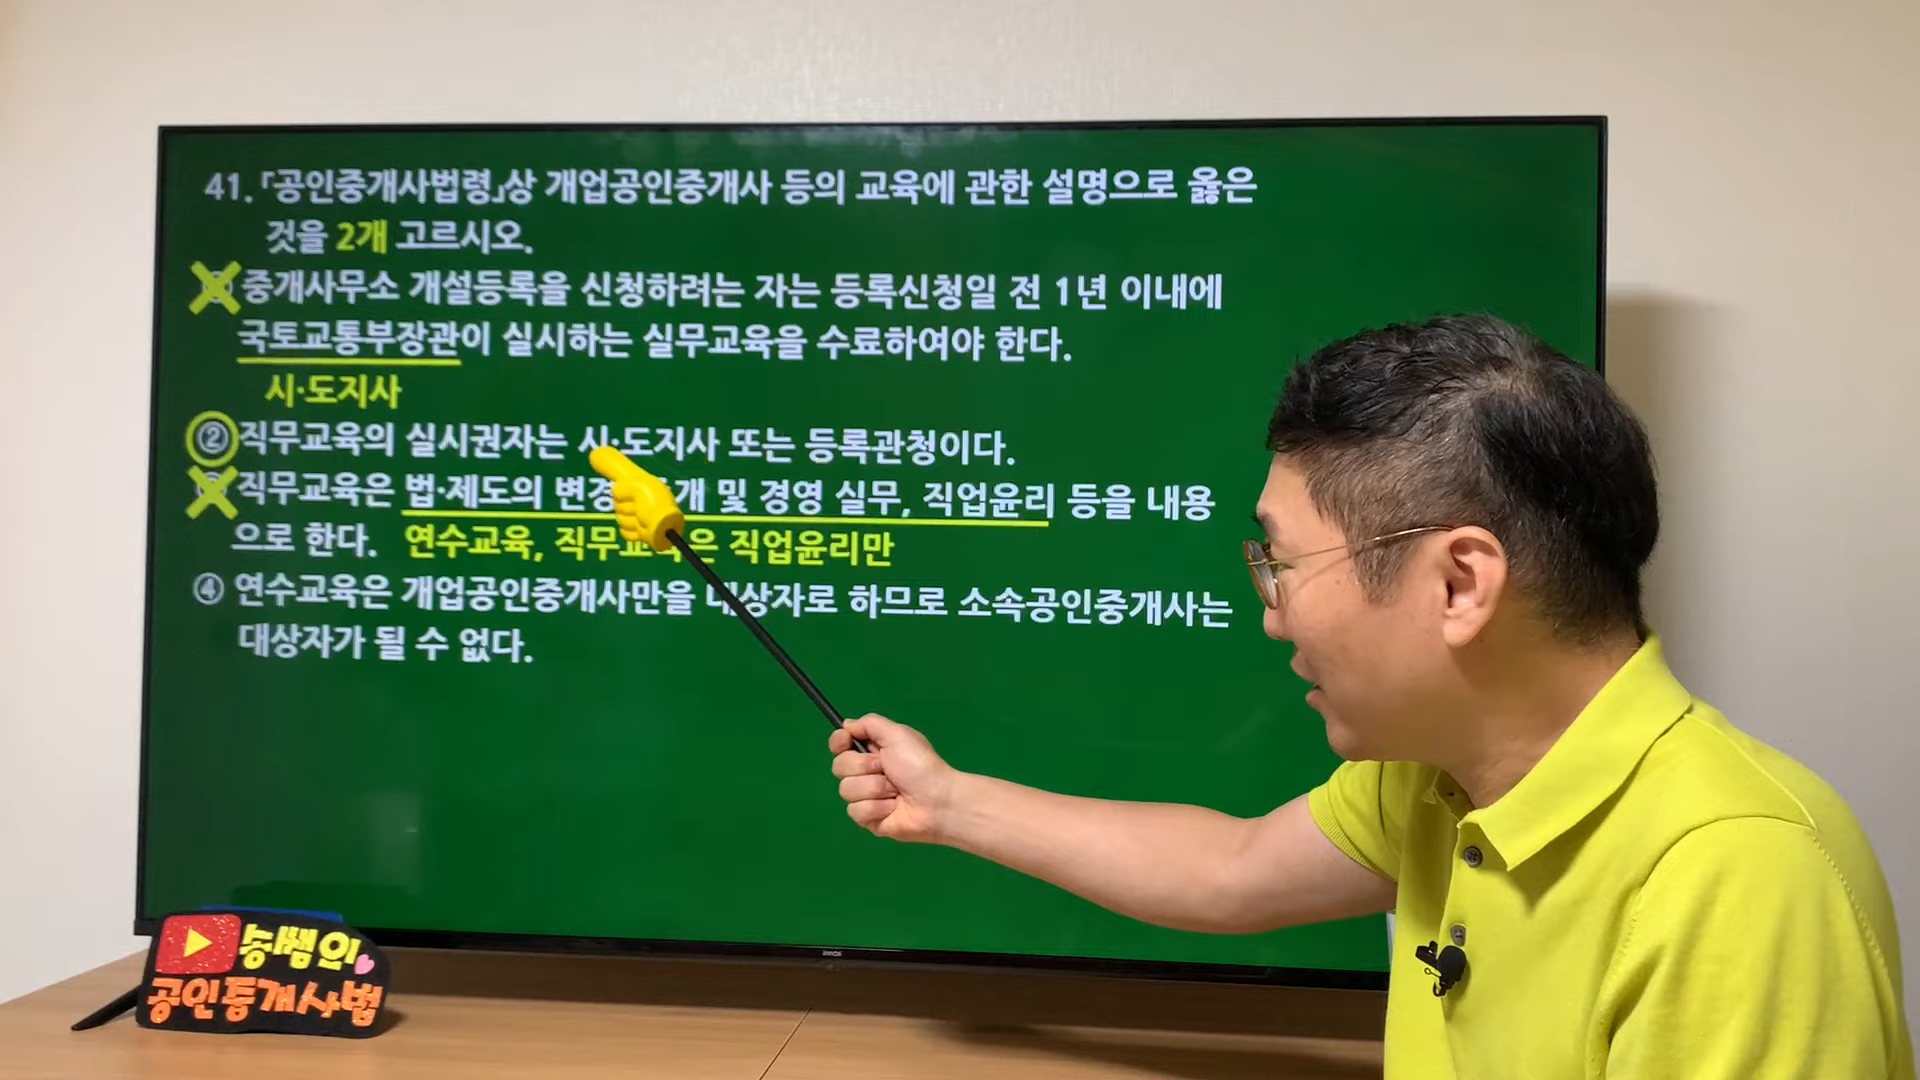 41. 「공인중개사법령」상 개업공인중개사 등의 교육에 관한 설명으로 옳은
것을 2개 고르시오.
중개사무소 개설등록을 신청하려는 자는 등록신청일 전 1년 이내에
국토교통부장관이 실시하는 실무교육을 수료하여야 한다.
시·도지사
② 직무교육의 실시권자는 시·도지사 또는 등록관청이다.
직무교육은 법·제도의 변경 및 경영 실무, 직업윤리 등을 내용
으로 한다. 연수교육, 직무교육은 직업윤리만
④ 연수교육은 개업공인중개사만을 대상자로 하므로 소속공인중개사는
대상자가 될 수 없다.
송쌤의
공인중개사법